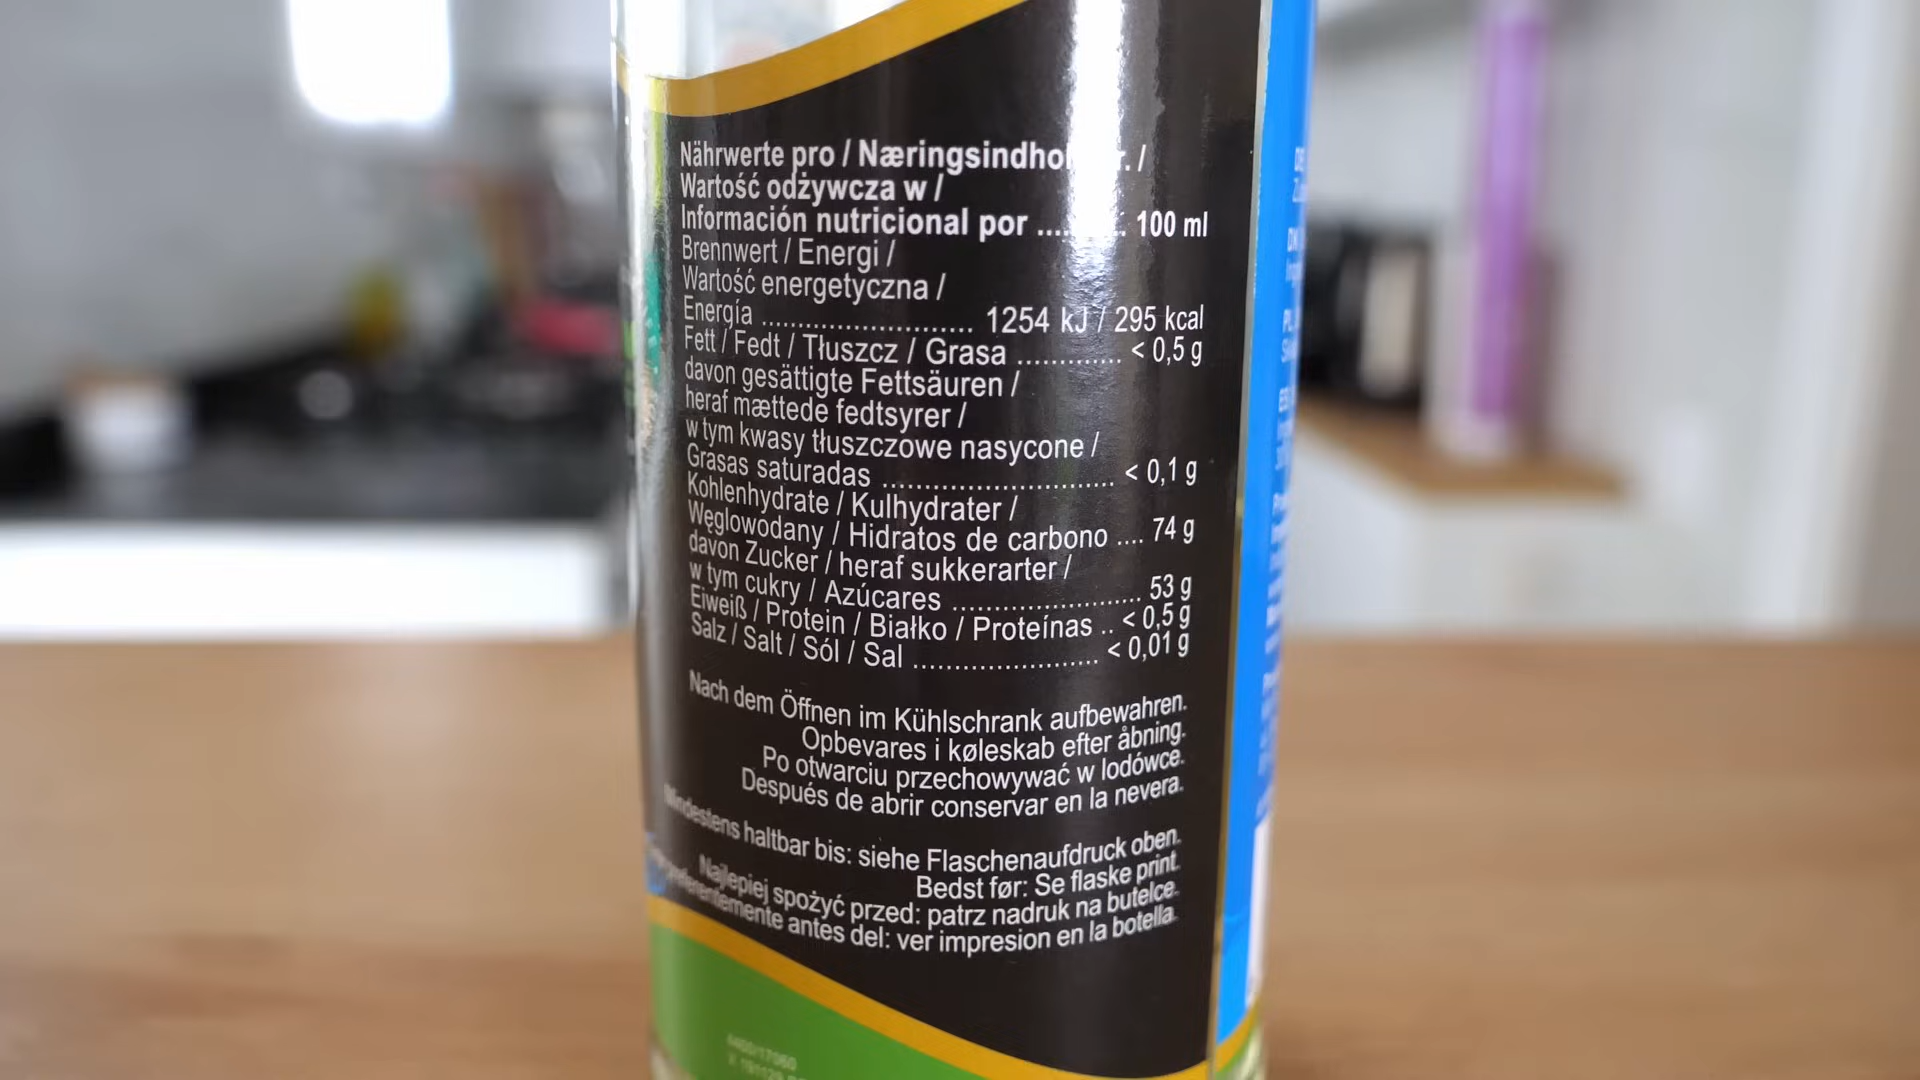 Nährwerte pro / Næringsindho r. /
Wartość odżywcza w /
Información nutricional por ........ 100 ml
Brennwert / Energi /
Wartość energetyczna /
Energía .......................... 1254 kJ / 295 kcal
Fett / Fedt / Tłuszcz / Grasa ............. < 0,5 g
davon gesättigte Fettsäuren /
heraf mættede fedtsyrer /
w tym kwasy tłuszczowe nasycone /
Grasas saturadas ............................ < 0,1 g
Kohlenhydrate / Kulhydrater /
Węglowodany / Hidratos de carbono .... 74 g
davon Zucker / heraf sukkerarter /
w tym cukry / Azúcares ....................... 53 g
Eiweiß / Protein / Białko / Proteínas .. < 0,5 g
Salz / Salt / Sól / Sal ....................... < 0,01 g
Nach dem Öffnen im Kühlschrank aufbewahren.
Opbevares i køleskab efter åbning.
Po otwarciu przechowywać w lodówce.
Después de abrir conservar en la nevera.
Mindestens haltbar bis: siehe Flaschenaufdruck oben.
Bedst før: Se flaske print.
Najlepiej spożyć przed: patrz nadruk na butelce.
preferentemente antes del: ver impresion en la botella.